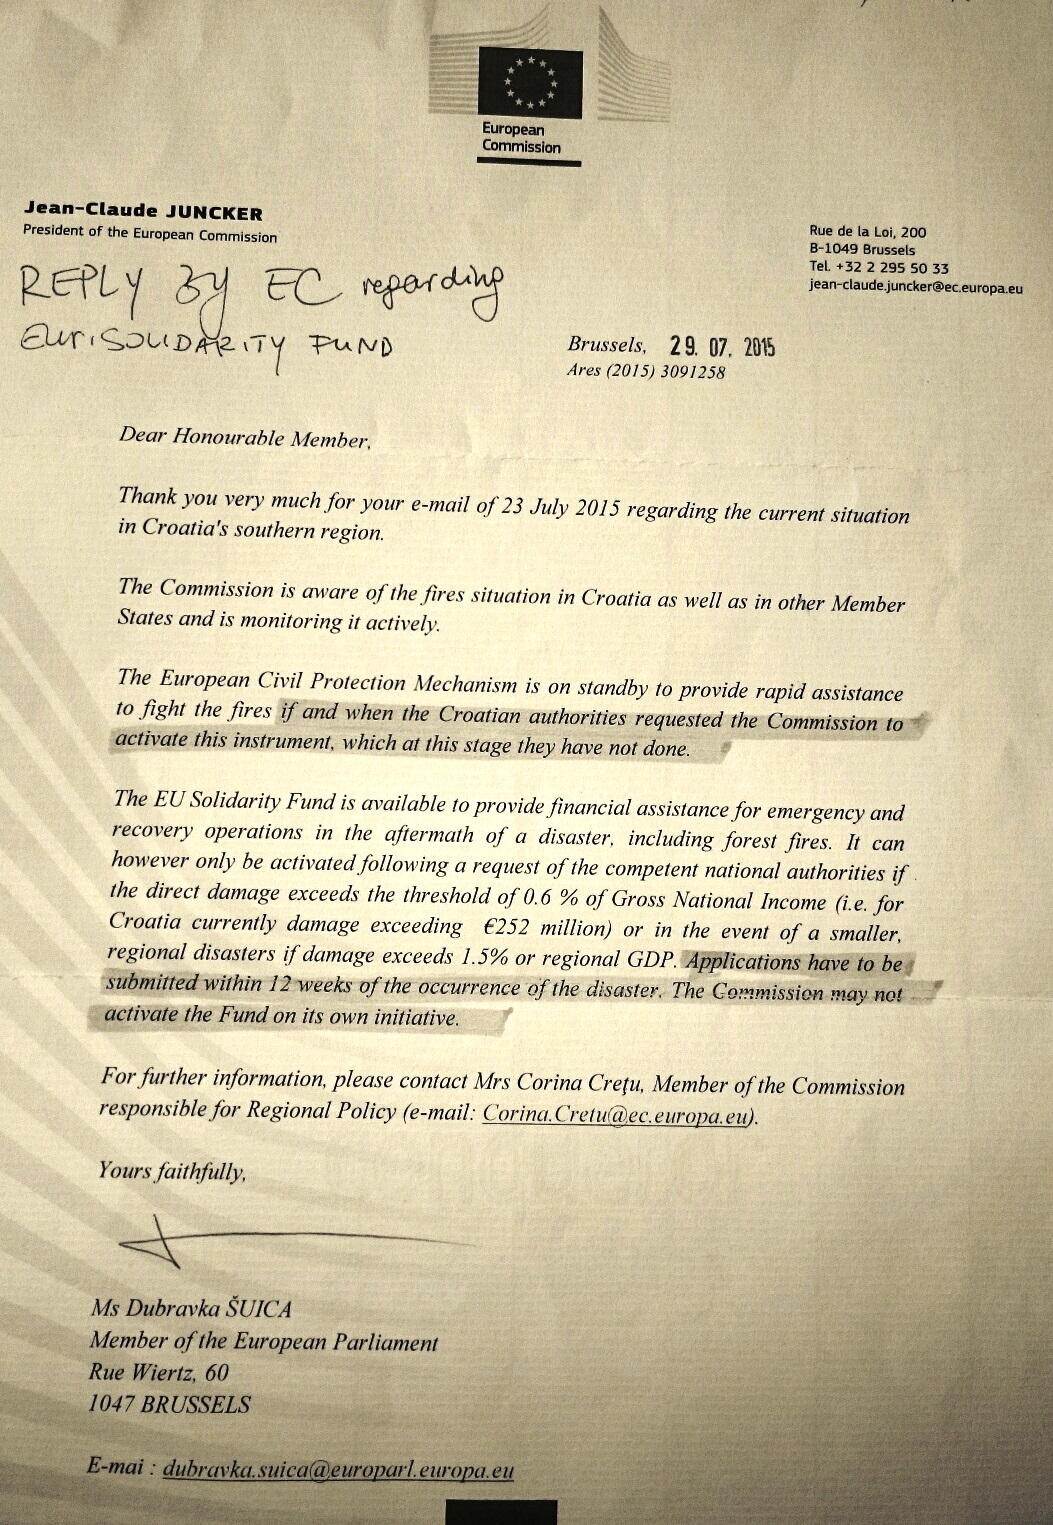 European
Commission
Jean-Claude JUNCKER
President of the European Commission
Rue de la Loi, 200
B-1049 Brussels
Tel. +32 2 295 50 33
jean-claude.juncker@ec.europa.eu
REPLY BY EC regarding
SOLIDARITY FUND
Brussels, 29. 07. 2015
Ares (2015) 3091258
Dear Honourable Member,
Thank you very much for your e-mail of 23 July 2015 regarding the current situation
in Croatia's southern region.
The Commission is aware of the fires situation in Croatia as well as in other Member
States and is monitoring it actively.
The European Civil Protection Mechanism is on standby to provide rapid assistance
to fight the fires if and when the Croatian authorities requested the Commission to
activate this instrument, which at this stage they have not done.
The EU Solidarity Fund is available to provide financial assistance for emergency and
recovery operations in the aftermath of a disaster, including forest fires. It can
however only be activated following a request of the competent national authorities if
the direct damage exceeds the threshold of 0.6 % of Gross National Income (i.e. for
Croatia currently damage exceeding €252 million) or in the event of a smaller,
regional disasters if damage exceeds 1.5% or regional GDP. Applications have to be
submitted within 12 weeks of the occurrence of the disaster. The Commission may not
activate the Fund on its own initiative.
For further information, please contact Mrs Corina Creţu, Member of the Commission
responsible for Regional Policy (e-mail: Corina.Cretu@ec.europa.eu).
Yours faithfully,
Ms Dubravka ŠUICA
Member of the European Parliament
Rue Wiertz, 60
1047 BRUSSELS
E-mai : dubravka.suica@europarl.europa.eu